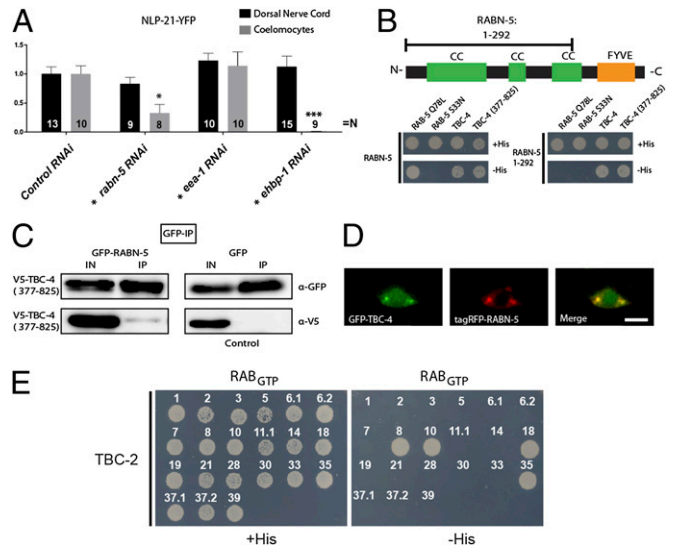 A
NLP-21-YFP
Dorsal Nerve Cord
Coelomocytes
1.5
1.0
0.5
0.0
*
***
13 10 9 8 10 10 15 9 =N
Control RNAi
* rabn-5 RNAi
* eea-1 RNAi
* ehbp-1 RNAi
B
RABN-5:
1-292
CC CC CC FYVE
N- -C
RAB-5 Q78L
RAB-5 S33N
TBC-4
TBC-4 (377-825)
RABN-5
+His
-His
RAB-5 Q78L
RAB-5 S33N
TBC-4
TBC-4 (377-825)
RABN-5
1-292
+His
-His
C
GFP-IP
GFP-RABN-5 GFP
IN IP IN IP
V5-TBC-4
(377-825)
α-GFP
V5-TBC-4
(377-825)
α-V5
Control
D
GFP-TBC-4
tagRFP-RABN-5
Merge
E
RAB GTP
RAB GTP
TBC-2
1 2 3 5 6.1 6.2
7 8 10 11.1 14 18
19 21 28 30 33 35
37.1 37.2 39
+His
1 2 3 5 6.1 6.2
7 8 10 11.1 14 18
19 21 28 30 33 35
37.1 37.2 39
-His